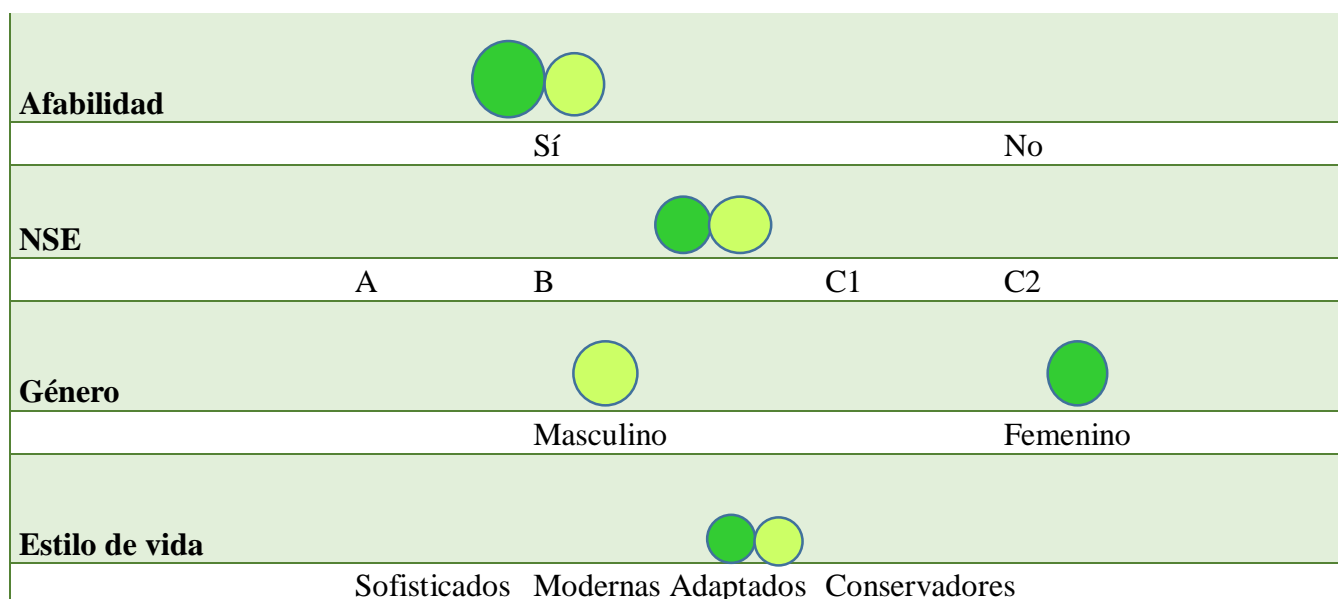 Afabilidad
Sí No
NSE
A B C1 C2
Género
Masculino Femenino
Estilo de vida
Sofisticados Modernas Adaptados Conservadores